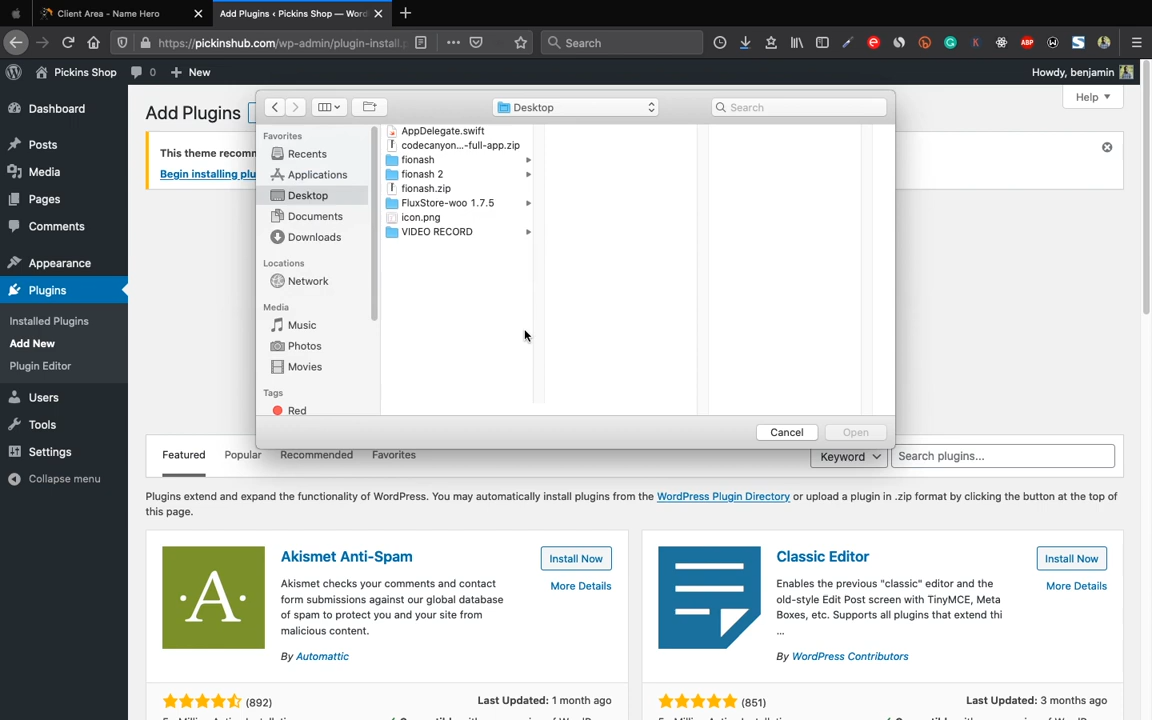 Client Area - Name Hero
Add Plugins ‹ Pickins Shop — Word
https://pickinshub.com/wp-admin/plugin-install.
Search
ABP
Pickins Shop
0
New
Howdy, benjamin
Dashboard
Posts
Media
Pages
Comments
Appearance
Plugins
Installed Plugins
Add New
Plugin Editor
Users
Tools
Settings
Collapse menu
Add Plugins
Help
This theme recomm
Begin installing plu
Desktop
Search
Favorites
Recents
Applications
Desktop
Documents
Downloads
Locations
Network
Media
Music
Photos
Movies
Tags
Red
AppDelegate.swift
codecanyon...-full-app.zip
fionash
fionash 2
fionash.zip
FluxStore-woo 1.7.5
icon.png
VIDEO RECORD
Cancel
Open
Featured
Popular
Recommended
Favorites
Keyword
Search plugins...
Plugins extend and expand the functionality of WordPress. You may automatically install plugins from the WordPress Plugin Directory or upload a plugin in .zip format by clicking the button at the top of
this page.
A
Akismet Anti-Spam
Install Now
More Details
Akismet checks your comments and contact
form submissions against our global database
of spam to protect you and your site from
malicious content.
By Automattic
(892)
Last Updated: 1 month ago
Classic Editor
Install Now
More Details
Enables the previous "classic" editor and the
old-style Edit Post screen with TinyMCE, Meta
Boxes, etc. Supports all plugins that extend thi
...
By WordPress Contributors
(851)
Last Updated: 3 months ago